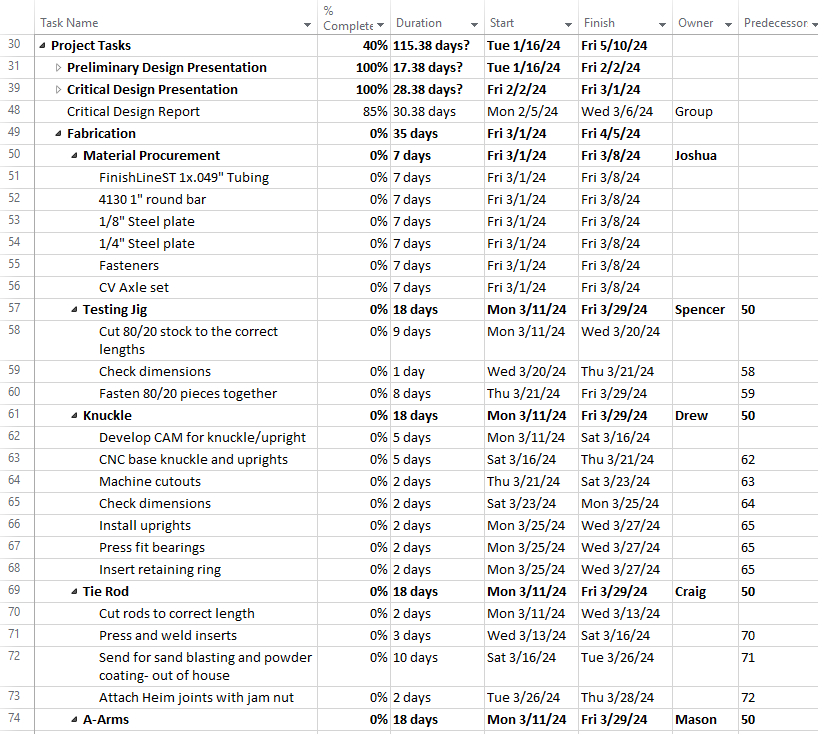 %
Task Name Complete Duration Start Finish Owner Predecessor
30 Project Tasks 40% 115.38 days? Tue 1/16/24 Fri 5/10/24
31 Preliminary Design Presentation 100% 17.38 days? Tue 1/16/24 Fri 2/2/24
39 Critical Design Presentation 100% 28.38 days? Fri 2/2/24 Fri 3/1/24
48 Critical Design Report 85% 30.38 days Mon 2/5/24 Wed 3/6/24 Group
49 Fabrication 0% 35 days Fri 3/1/24 Fri 4/5/24
50 Material Procurement 0% 7 days Fri 3/1/24 Fri 3/8/24 Joshua
51 FinishLineST 1x.049" Tubing 0% 7 days Fri 3/1/24 Fri 3/8/24
52 4130 1" round bar 0% 7 days Fri 3/1/24 Fri 3/8/24
53 1/8" Steel plate 0% 7 days Fri 3/1/24 Fri 3/8/24
54 1/4" Steel plate 0% 7 days Fri 3/1/24 Fri 3/8/24
55 Fasteners 0% 7 days Fri 3/1/24 Fri 3/8/24
56 CV Axle set 0% 7 days Fri 3/1/24 Fri 3/8/24
57 Testing Jig 0% 18 days Mon 3/11/24 Fri 3/29/24 Spencer 50
58 Cut 80/20 stock to the correct 0% 9 days Mon 3/11/24 Wed 3/20/24
lengths
59 Check dimensions 0% 1 day Wed 3/20/24 Thu 3/21/24 58
60 Fasten 80/20 pieces together 0% 8 days Thu 3/21/24 Fri 3/29/24 59
61 Knuckle 0% 18 days Mon 3/11/24 Fri 3/29/24 Drew 50
62 Develop CAM for knuckle/upright 0% 5 days Mon 3/11/24 Sat 3/16/24
63 CNC base knuckle and uprights 0% 5 days Sat 3/16/24 Thu 3/21/24 62
64 Machine cutouts 0% 2 days Thu 3/21/24 Sat 3/23/24 63
65 Check dimensions 0% 2 days Sat 3/23/24 Mon 3/25/24 64
66 Install uprights 0% 2 days Mon 3/25/24 Wed 3/27/24 65
67 Press fit bearings 0% 2 days Mon 3/25/24 Wed 3/27/24 65
68 Insert retaining ring 0% 2 days Mon 3/25/24 Wed 3/27/24 65
69 Tie Rod 0% 18 days Mon 3/11/24 Fri 3/29/24 Craig 50
70 Cut rods to correct length 0% 2 days Mon 3/11/24 Wed 3/13/24
71 Press and weld inserts 0% 3 days Wed 3/13/24 Sat 3/16/24 70
72 Send for sand blasting and powder 0% 10 days Sat 3/16/24 Tue 3/26/24 71
coating- out of house
73 Attach Heim joints with jam nut 0% 2 days Tue 3/26/24 Thu 3/28/24 72
74 A-Arms 0% 18 days Mon 3/11/24 Fri 3/29/24 Mason 50